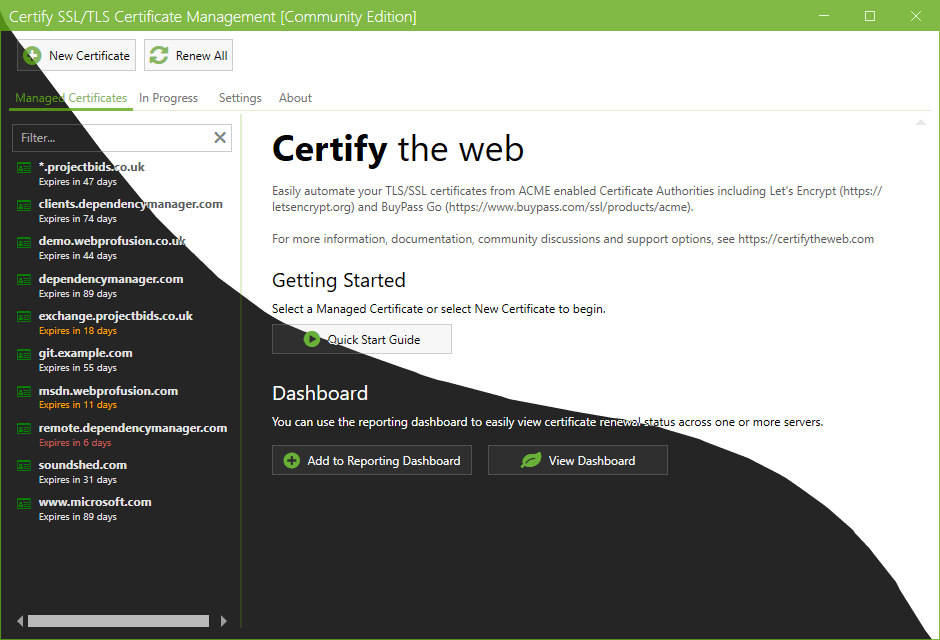 Certify SSL/TLS Certificate Management [Community Edition]
New Certificate
Renew All
Managed Certificates
In Progress
Settings
About
Filter...
*.projectbids.co.uk
Expires in 47 days
clients.dependencymanager.com
Expires in 74 days
demo.webprofusion.co.uk
Expires in 44 days
dependencymanager.com
Expires in 89 days
exchange.projectbids.co.uk
Expires in 18 days
git.example.com
Expires in 55 days
msdn.webprofusion.com
Expires in 11 days
remote.dependencymanager.com
Expires in 6 days
soundshed.com
Expires in 31 days
www.microsoft.com
Expires in 89 days
Certify the web
Easily automate your TLS/SSL certificates from ACME enabled Certificate Authorities including Let's Encrypt (https://
letsencrypt.org) and BuyPass Go (https://www.buypass.com/ssl/products/acme).
For more information, documentation, community discussions and support options, see https://certifytheweb.com
Getting Started
Select a Managed Certificate or select New Certificate to begin.
Quick Start Guide
Dashboard
You can use the reporting dashboard to easily view certificate renewal status across one or more servers.
Add to Reporting Dashboard
View Dashboard